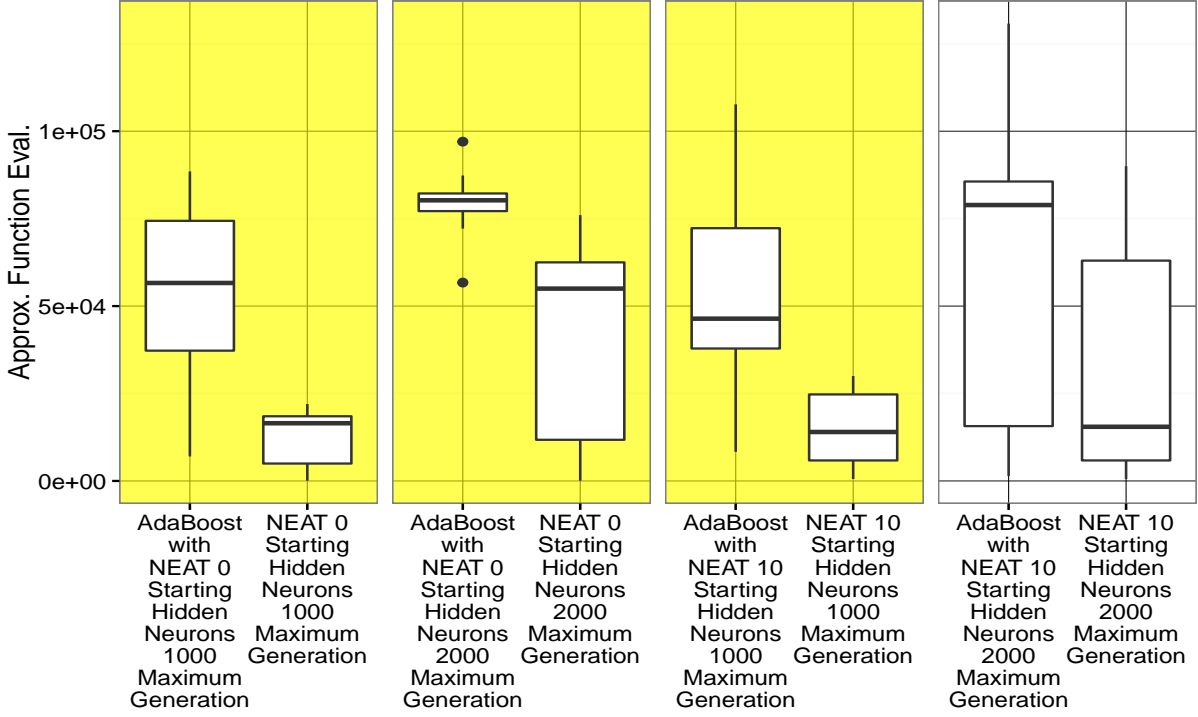 Approx. Function Eval.
1e+05
5e+04
0e+00
AdaBoost
with
NEAT 0
Starting
Hidden
Neurons
1000
Maximum
Generation
NEAT 0
Starting
Hidden
Neurons
1000
Maximum
Generation
AdaBoost
with
NEAT 0
Starting
Hidden
Neurons
2000
Maximum
Generation
NEAT 0
Starting
Hidden
Neurons
2000
Maximum
Generation
AdaBoost
with
NEAT 10
Starting
Hidden
Neurons
1000
Maximum
Generation
NEAT 10
Starting
Hidden
Neurons
1000
Maximum
Generation
AdaBoost
with
NEAT 10
Starting
Hidden
Neurons
2000
Maximum
Generation
NEAT 10
Starting
Hidden
Neurons
2000
Maximum
Generation